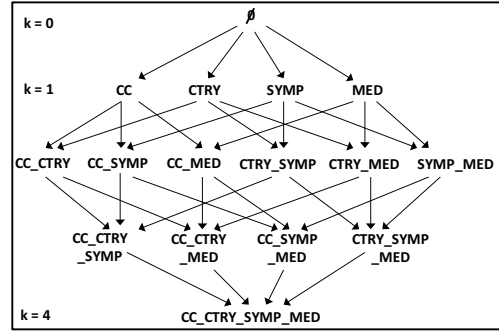 k = 0 ∅
k = 1 CC CTRY SYMP MED
CC_CTRY CC_SYMP CC_MED CTRY_SYMP CTRY_MED SYMP_MED
CC_CTRY CC_CTRY CC_SYMP CTRY_SYMP
_SYMP _MED _MED _MED
k = 4 CC_CTRY_SYMP_MED